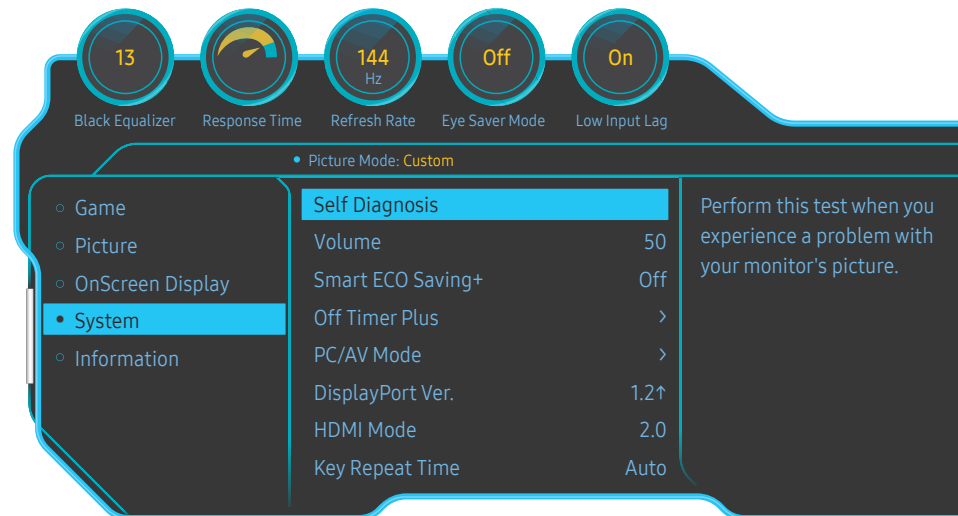 13
144
Hz
Off
On
Black Equalizer
Response Time
Refresh Rate
Eye Saver Mode
Low Input Lag
Picture Mode: Custom
Game
Picture
OnScreen Display
System
Information
Self Diagnosis
Volume 50
Smart ECO Saving+ Off
Off Timer Plus >
PC/AV Mode >
DisplayPort Ver. 1.2↑
HDMI Mode 2.0
Key Repeat Time Auto
Perform this test when you
experience a problem with
your monitor's picture.